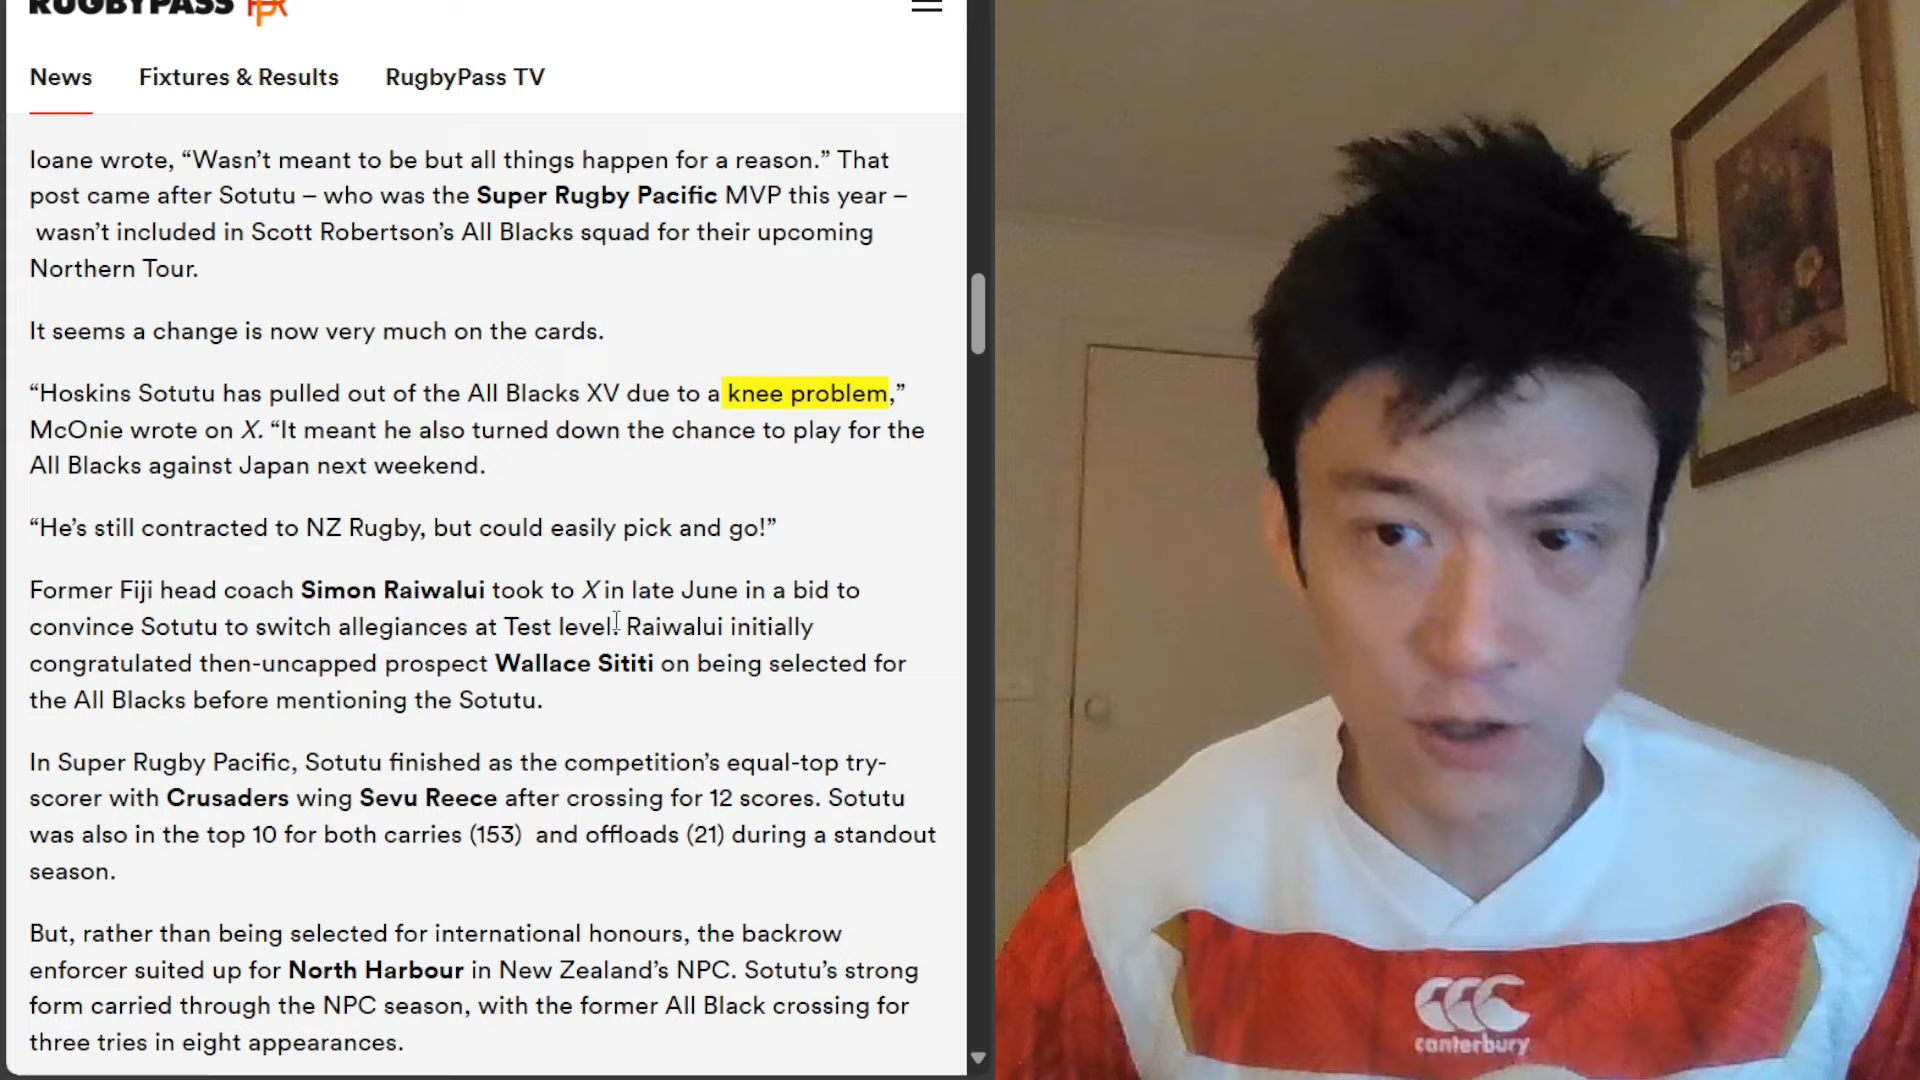 RUGBYPASS
News Fixtures & Results RugbyPass TV
Ioane wrote, “Wasn’t meant to be but all things happen for a reason.” That
post came after Sotutu – who was the Super Rugby Pacific MVP this year –
wasn’t included in Scott Robertson’s All Blacks squad for their upcoming
Northern Tour.
It seems a change is now very much on the cards.
“Hoskins Sotutu has pulled out of the All Blacks XV due to a knee problem,”
McOnie wrote on X. “It meant he also turned down the chance to play for the
All Blacks against Japan next weekend.
“He’s still contracted to NZ Rugby, but could easily pick and go!”
Former Fiji head coach Simon Raiwalui took to X in late June in a bid to
convince Sotutu to switch allegiances at Test level. Raiwalui initially
congratulated then-uncapped prospect Wallace Sititi on being selected for
the All Blacks before mentioning the Sotutu.
In Super Rugby Pacific, Sotutu finished as the competition’s equal-top try-
scorer with Crusaders wing Sevu Reece after crossing for 12 scores. Sotutu
was also in the top 10 for both carries (153) and offloads (21) during a standout
season.
But, rather than being selected for international honours, the backrow
enforcer suited up for North Harbour in New Zealand’s NPC. Sotutu’s strong
form carried through the NPC season, with the former All Black crossing for
three tries in eight appearances.
canterbury